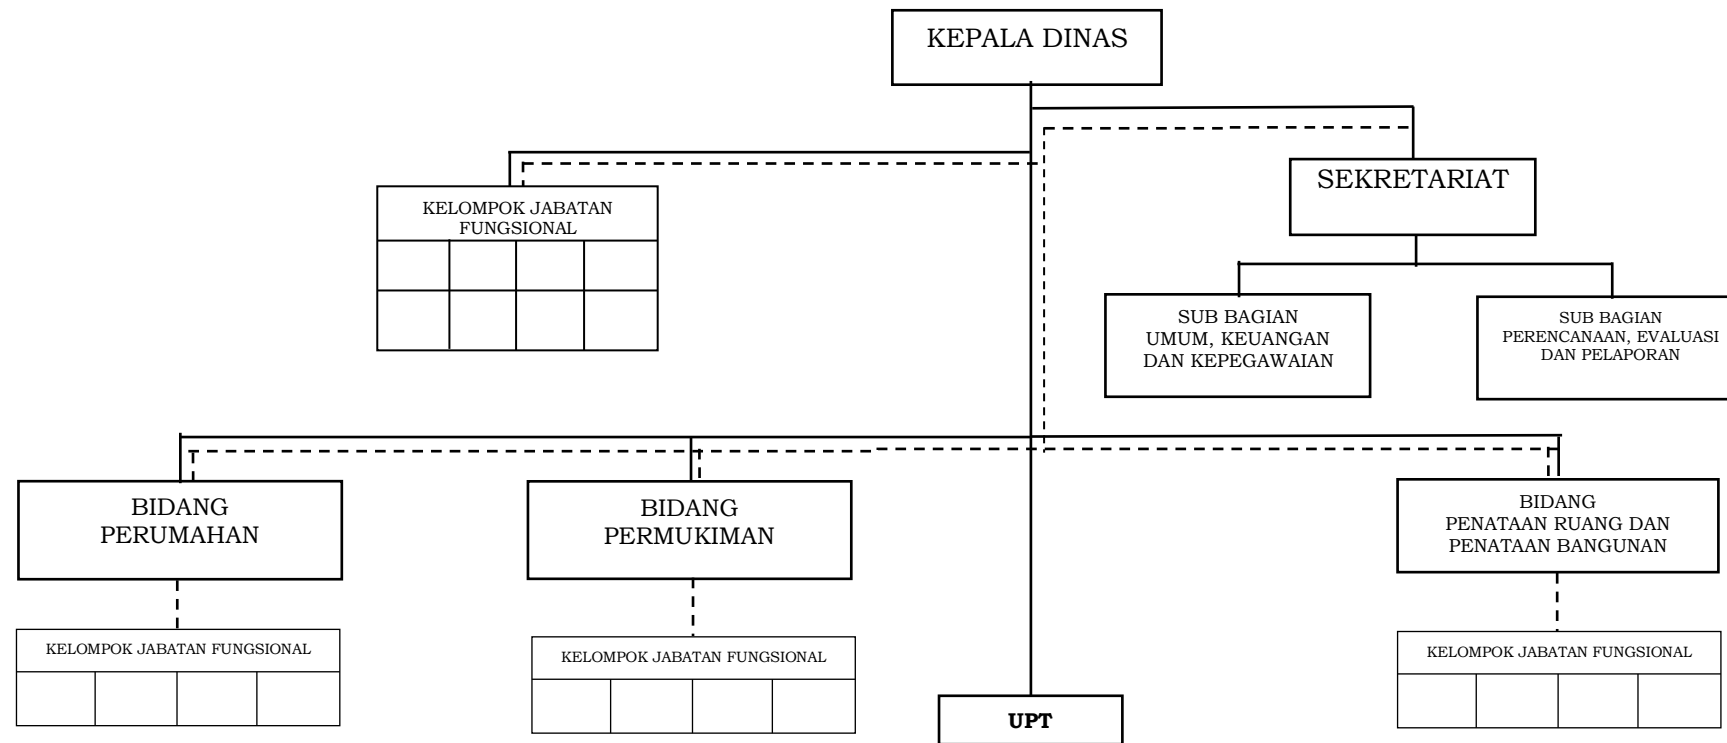 KEPALA DINAS
SEKRETARIAT
KELOMPOK JABATAN
FUNGSIONAL
SUB BAGIAN
UMUM, KEUANGAN
DAN KEPEGAWAIAN
SUB BAGIAN
PERENCANAAN, EVALUASI
DAN PELAPORAN
BIDANG
PERUMAHAN
BIDANG
PERMUKIMAN
BIDANG
PENATAAN RUANG DAN
PENATAAN BANGUNAN
KELOMPOK JABATAN FUNGSIONAL
KELOMPOK JABATAN FUNGSIONAL
KELOMPOK JABATAN FUNGSIONAL
UPT